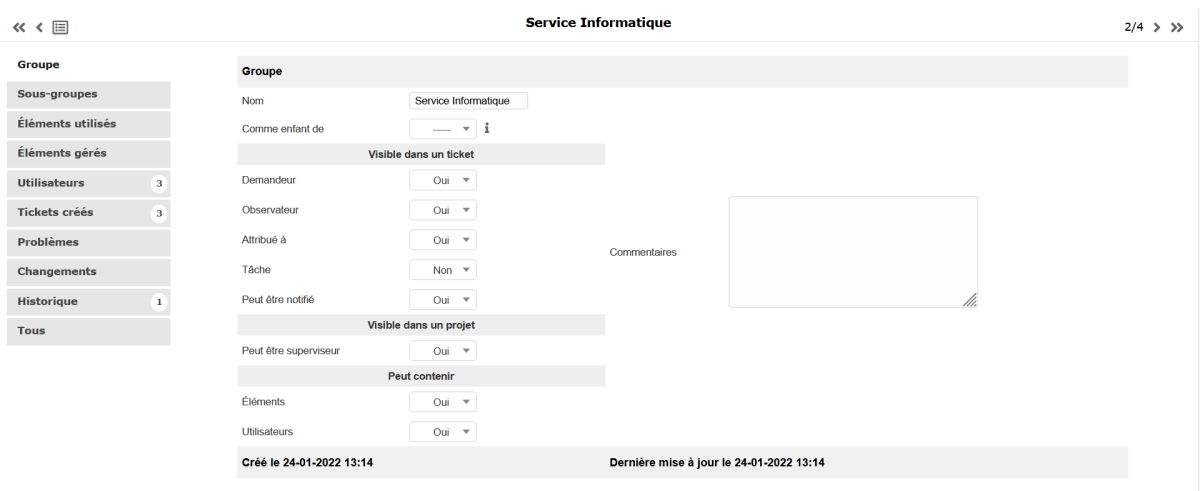 Service Informatique
2/4
Groupe
Sous-groupes
Éléments utilisés
Éléments gérés
Utilisateurs 3
Tickets créés 3
Problèmes
Changements
Historique 1
Tous
Groupe
Nom Service Informatique
Comme enfant de -----
Visible dans un ticket
Demandeur Oui
Observateur Oui
Attribué à Oui
Tâche Non
Peut être notifié Oui
Visible dans un projet
Peut être superviseur Oui
Peut contenir
Éléments Oui
Utilisateurs Oui
Commentaires
Créé le 24-01-2022 13:14
Dernière mise à jour le 24-01-2022 13:14